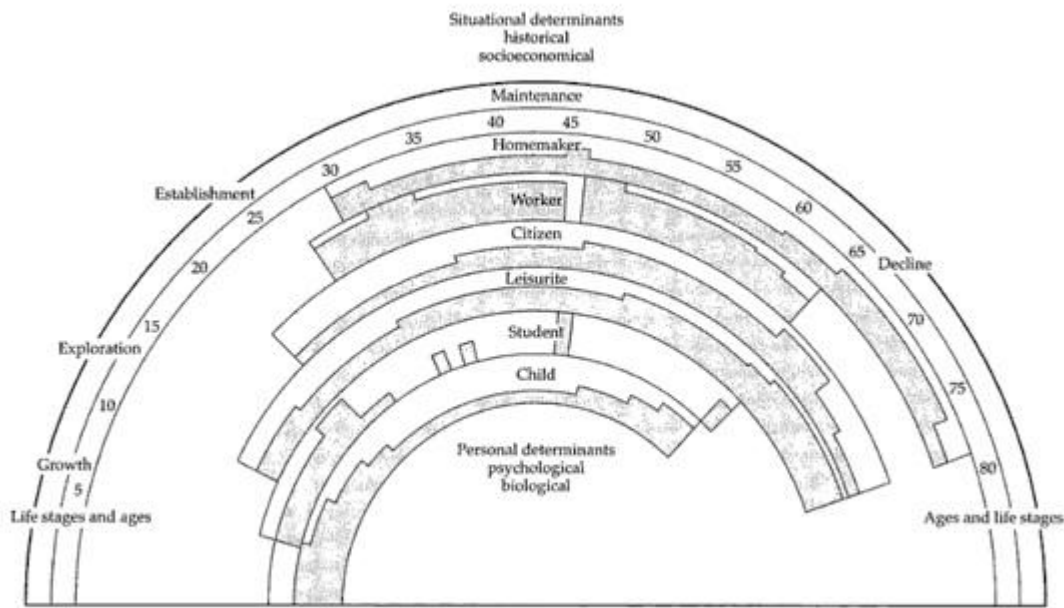 Situational determinants
historical
socioeconomical
Maintenance
40
45
35
50
Homemaker
30
55
Establishment
25
Worker
60
Citizen
20
65
Decline
Leisurite
15
70
Student
Exploration
Child
75
10
Personal determinants
psychological
biological
Growth
80
5
Life stages and ages
Ages and life stages